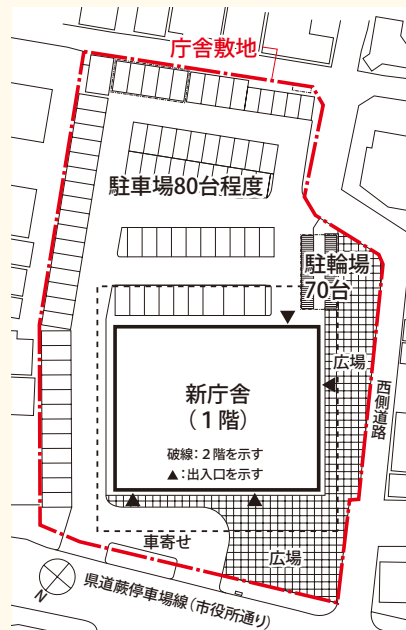 庁舎敷地
駐車場80台程度
駐輪場
70台
広場
新庁舎
(1階)
破線:2階を示す
▲:出入口を示す
西側道路
車寄せ
広場
N
県道蕨停車場線(市役所通り)